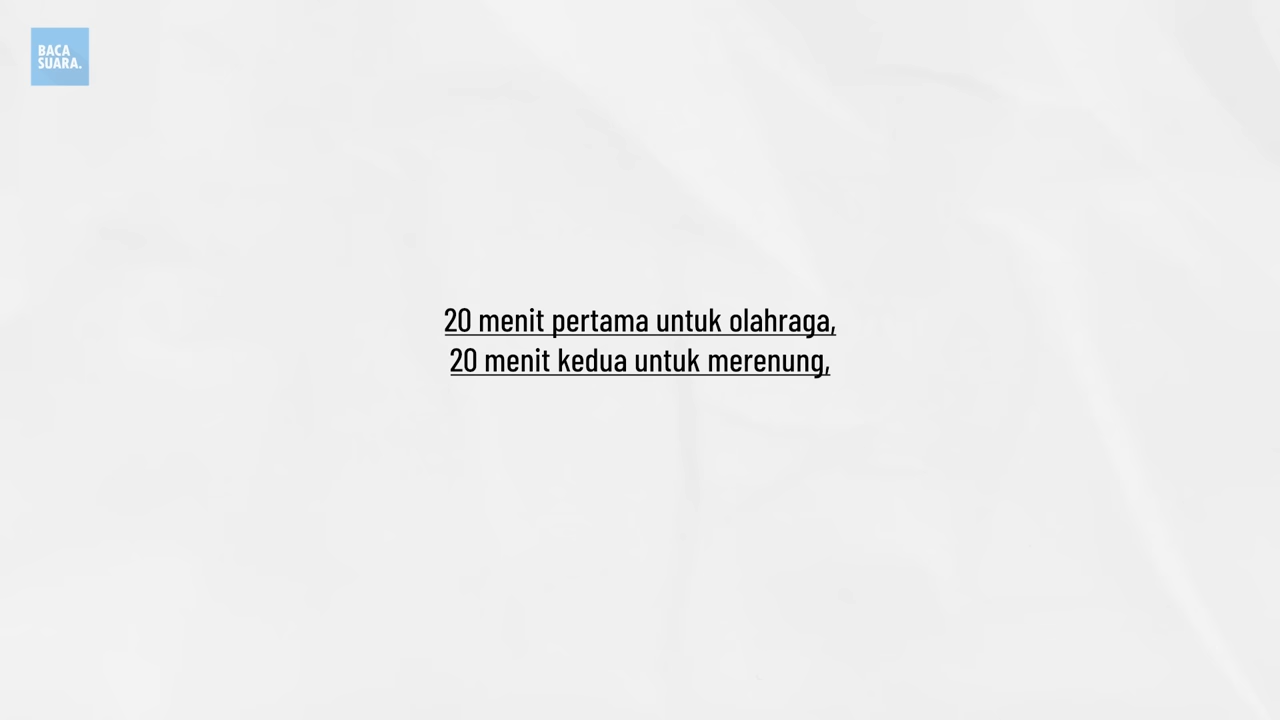 BACA
SUARA.
20 menit pertama untuk olahraga,
20 menit kedua untuk merenung,